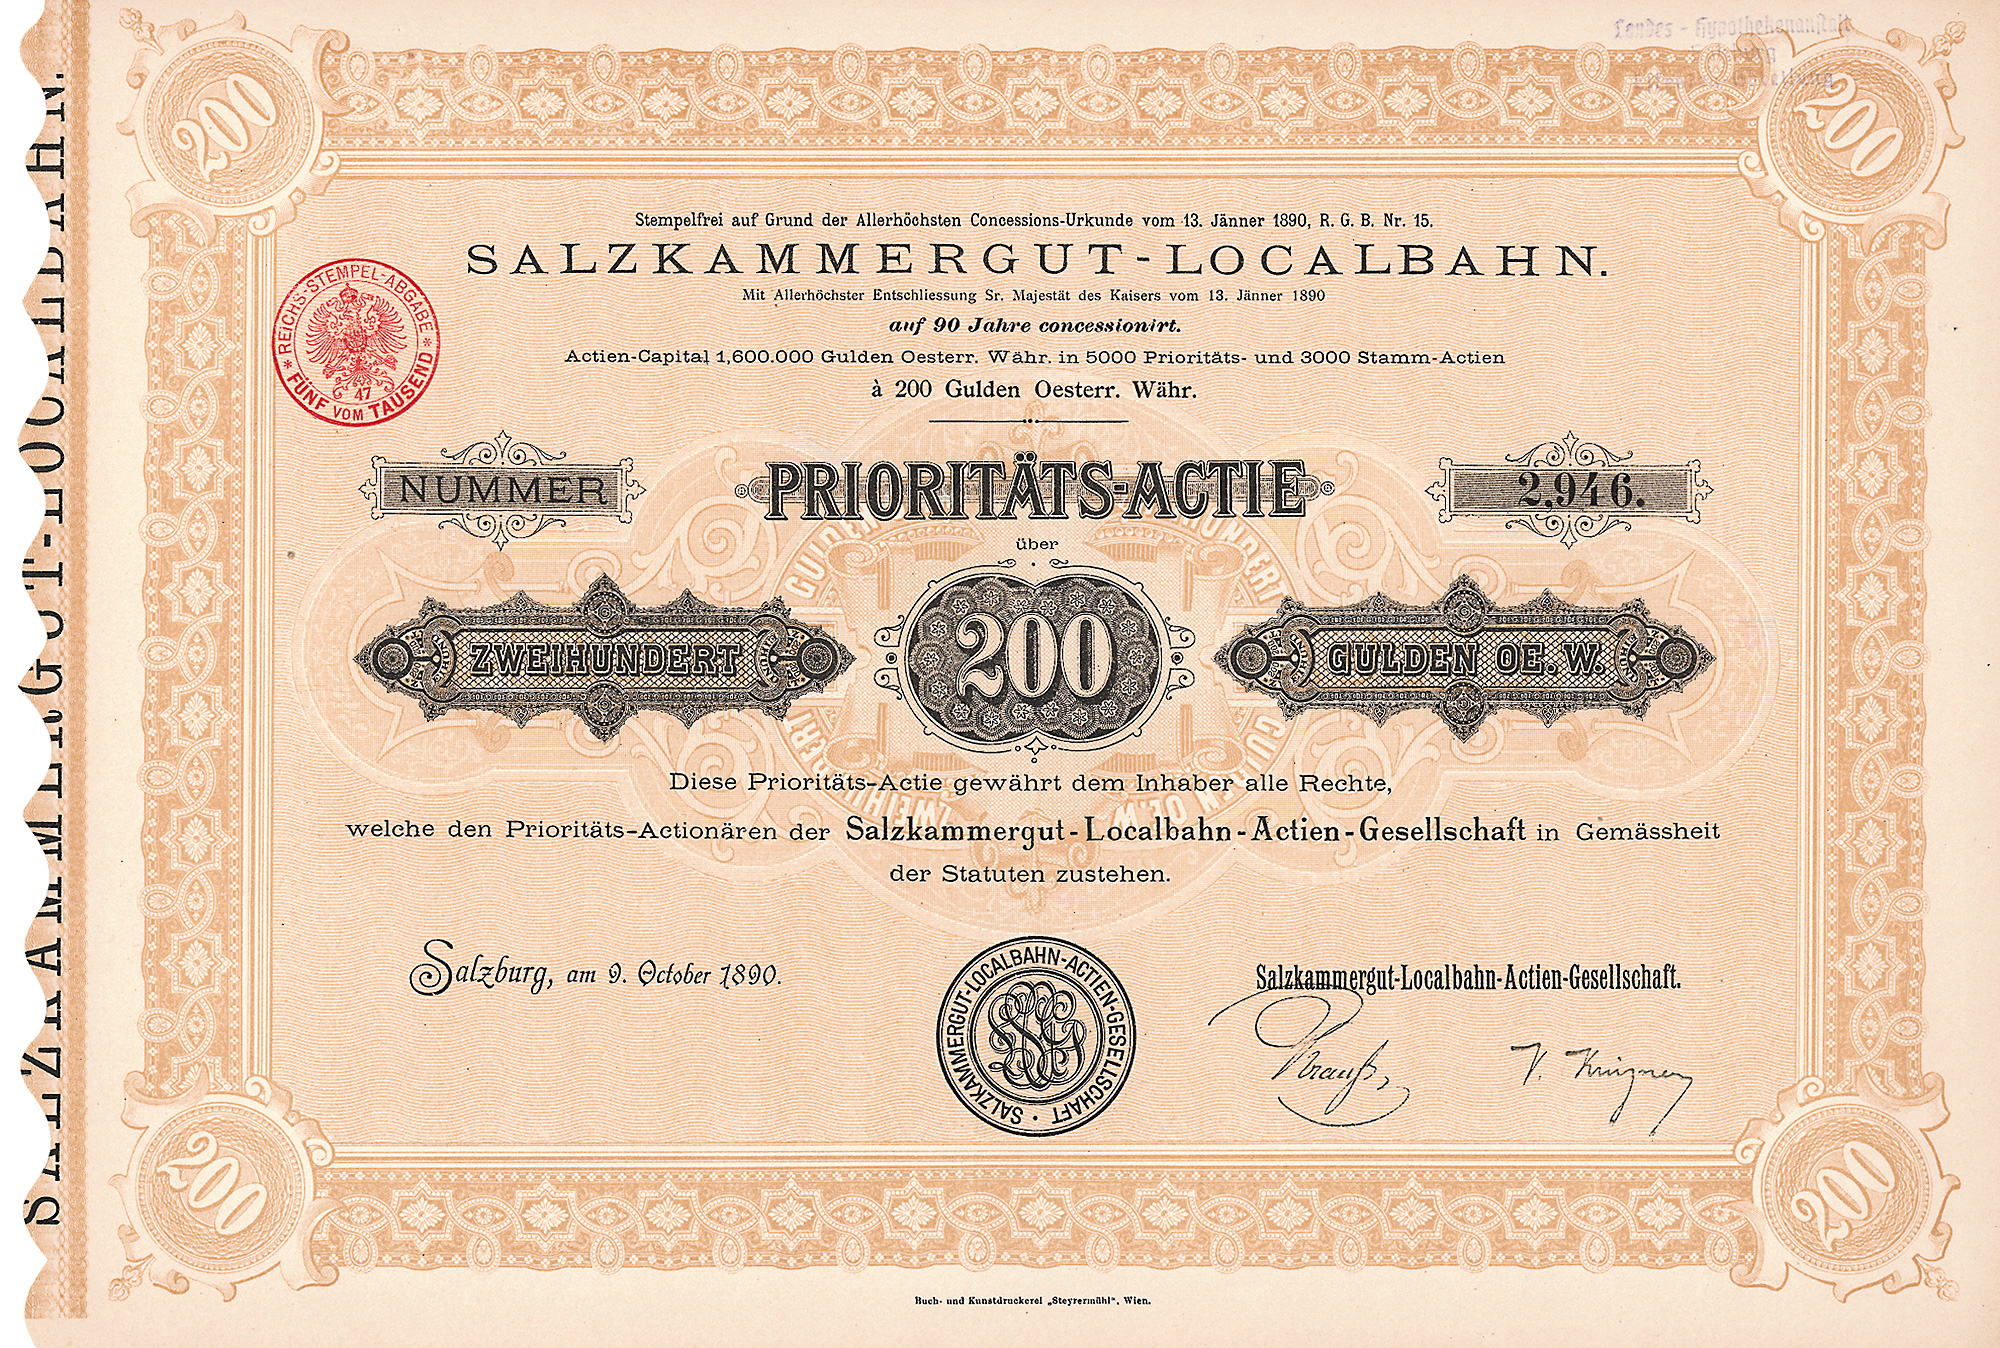 Landes - Hypothekenanstalt
200
200
SALZKAMMERGUT-LOCALBAHN.
Stempelfrei auf Grund der Allerhöchsten Concessions-Urkunde vom 13. Jänner 1890, R. G. B. Nr. 15.
SALZKAMMERGUT-LOCALBAHN.
Mit Allerhöchster Entschliessung Sr. Majestät des Kaisers vom 13. Jänner 1890
auf 90 Jahre concessionirt.
Actien-Capital 1,600.000 Gulden Oesterr. Währ. in 5000 Prioritäts- und 3000 Stamm-Actien
à 200 Gulden Oesterr. Währ.
* REICHS-STEMPEL-ABGABE *
FÜNF VOM TAUSEND
47
NUMMER
PRIORITÄTS-ACTIE
2,946.
über
ZWEIHUNDERT
200
GULDEN OE. W.
Diese Prioritäts-Actie gewährt dem Inhaber alle Rechte,
welche den Prioritäts-Actionären der Salzkammergut-Localbahn-Actien-Gesellschaft in Gemässheit
der Statuten zustehen.
Salzburg, am 9. October 1890.
SALZKAMMERGUT-LOCALBAHN-ACTIEN-GESELLSCHAFT ·
Salzkammergut-Localbahn-Actien-Gesellschaft.
Krauß,
200
200
Buch- und Kunstdruckerei „Steyrermühl“, Wien.